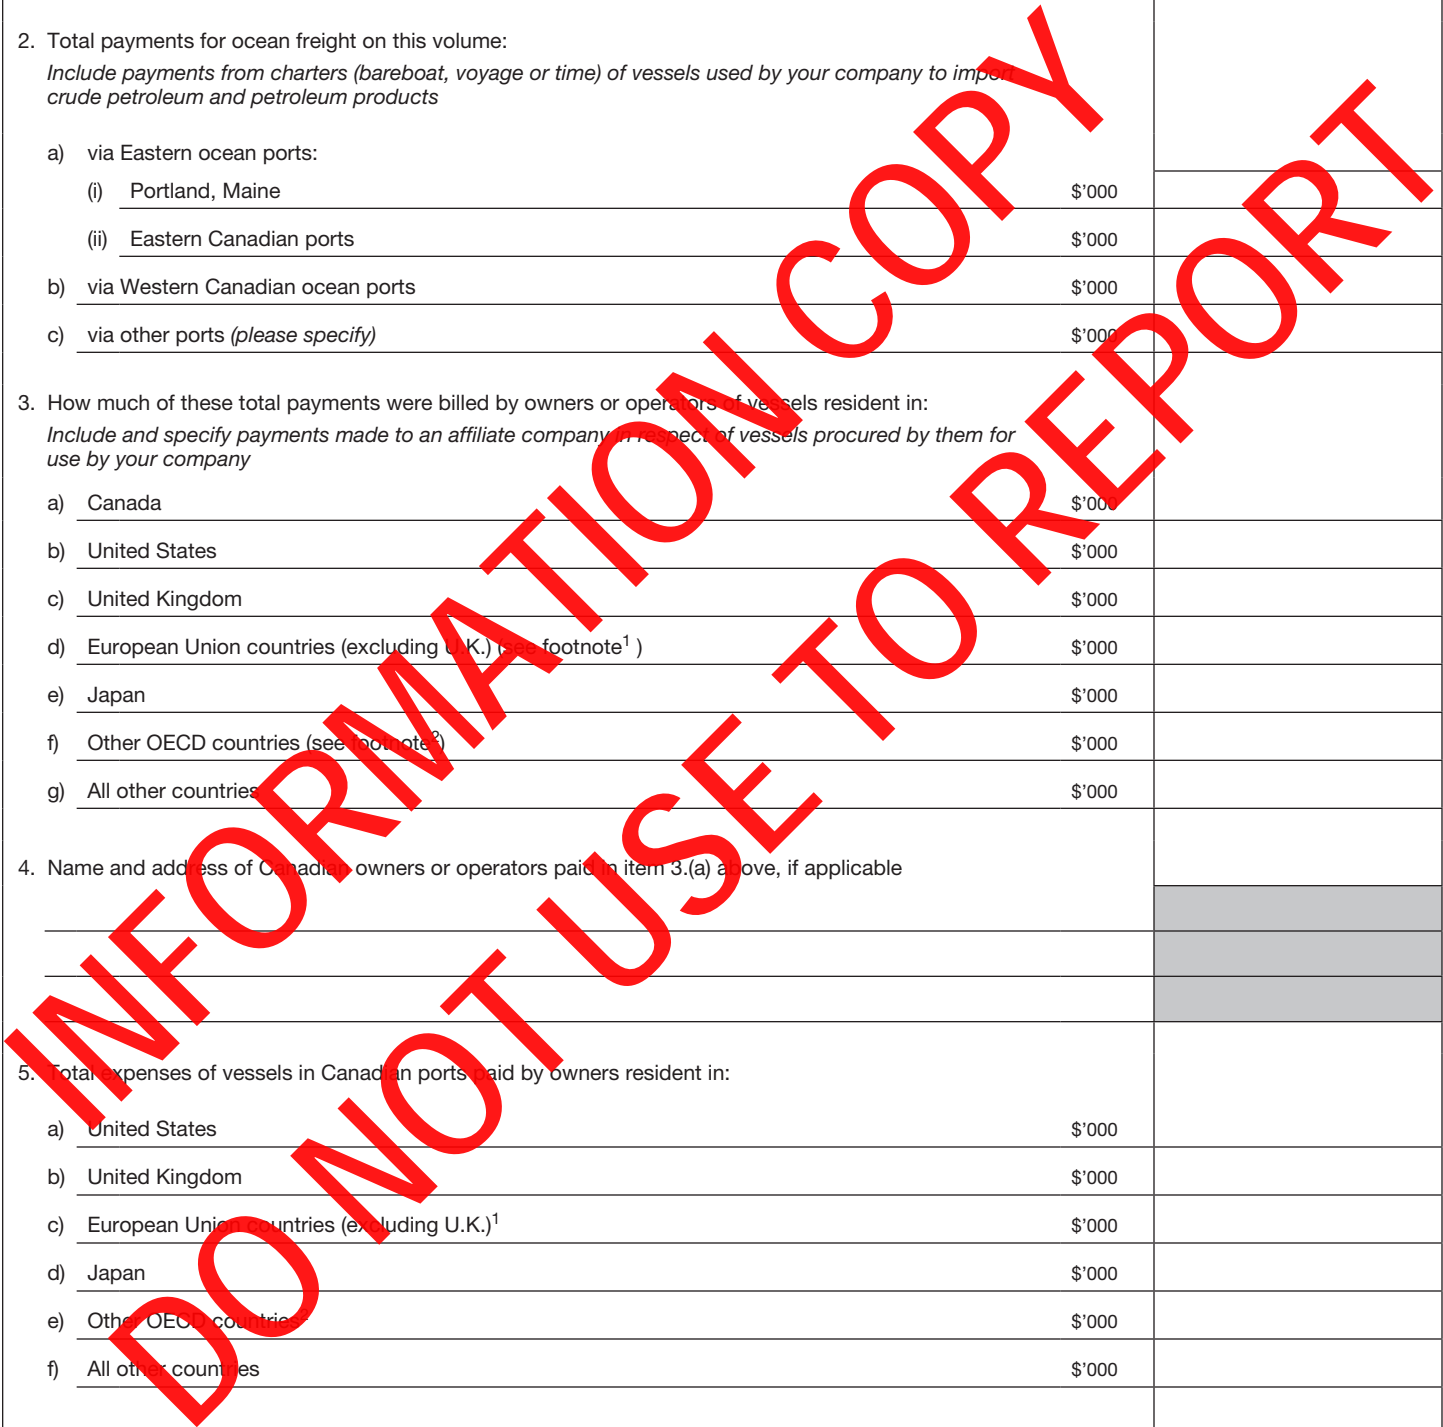 2. Total payments for ocean freight on this volume:
Include payments from charters (bareboat, voyage or time) of vessels used by your company to import
crude petroleum and petroleum products
a) via Eastern ocean ports:
(i) Portland, Maine $'000
(ii) Eastern Canadian ports $'000
b) via Western Canadian ocean ports $'000
c) via other ports (please specify) $'000
3. How much of these total payments were billed by owners or operators of vessels resident in:
Include and specify payments made to an affiliate company in respect of vessels procured by them for
use by your company
a) Canada $'000
b) United States $'000
c) United Kingdom $'000
d) European Union countries (excluding U.K.) (see footnote1 ) $'000
e) Japan $'000
f) Other OECD countries (see footnote2) $'000
g) All other countries $'000
4. Name and address of Canadian owners or operators paid in item 3.(a) above, if applicable
5. Total expenses of vessels in Canadian ports paid by owners resident in:
a) United States $'000
b) United Kingdom $'000
c) European Union countries (excluding U.K.)1 $'000
d) Japan $'000
e) Other OECD countries2 $'000
f) All other countries $'000
INFORMATION COPY
DO NOT USE TO REPORT